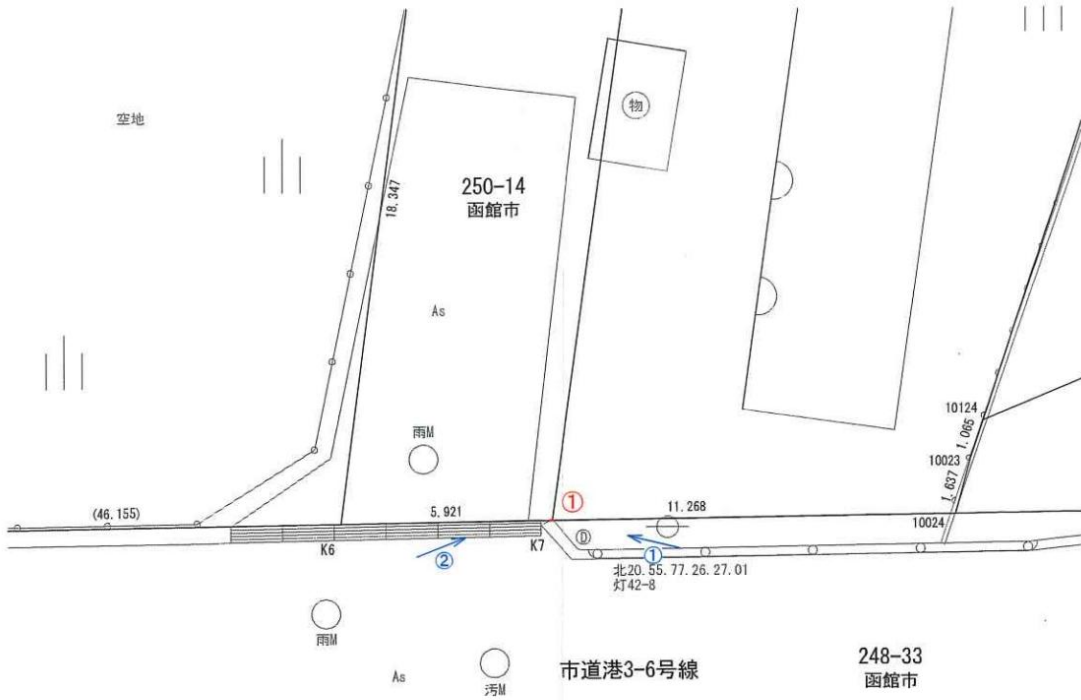 空地
物
250-14
函館市
18.347
As
雨M
10124
1.065
10023
1.637
10024
(46.155)
5.921
①
11.268
K6
K7
②
Ⓓ
①
北20.55.77.26.27.01
灯42-8
雨M
As
汚M
市道港3-6号線
248-33
函館市